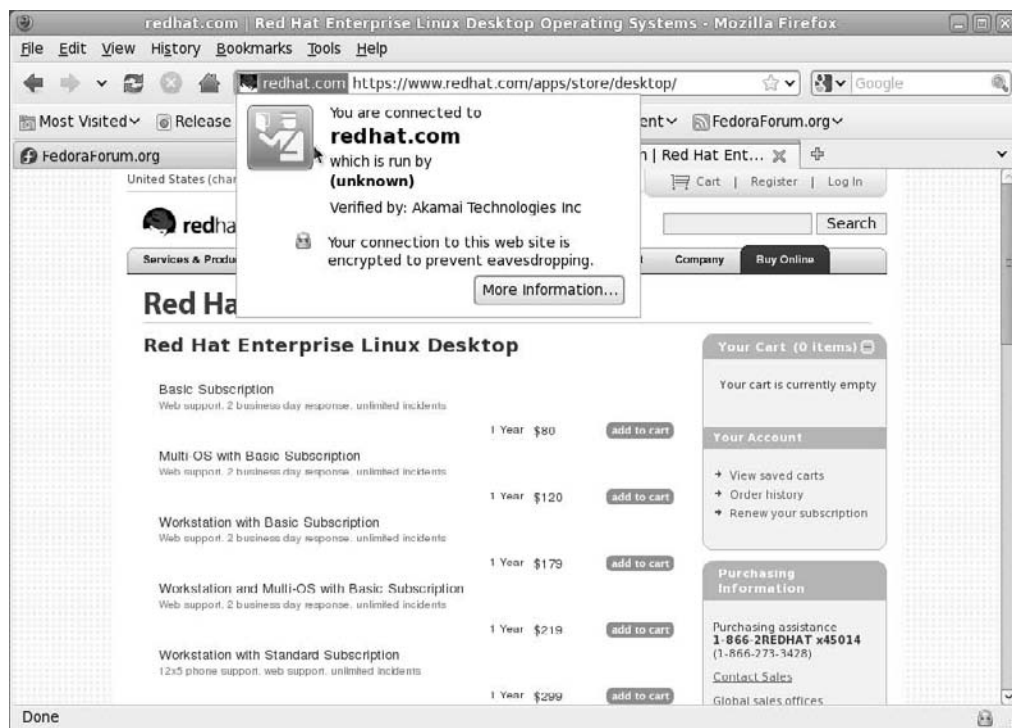 redhat.com | Red Hat Enterprise Linux Desktop Operating Systems - Mozilla Firefox
File Edit View History Bookmarks Tools Help
redhat.com https://www.redhat.com/apps/store/desktop/ Google
Most Visited Release ent FedoraForum.org
FedoraForum.org n | Red Hat Ent...
You are connected to
redhat.com
which is run by
(unknown)
Verified by: Akamai Technologies Inc
Your connection to this web site is
encrypted to prevent eavesdropping.
More Information...
United States (char Cart | Register | Log In
redha Search
Services & Produ t Company Buy Online
Red Ha
Red Hat Enterprise Linux Desktop
Basic Subscription
Web support, 2 business day response, unlimited incidents
1 Year $80 add to cart
Multi-OS with Basic Subscription
Web support, 2 business day response, unlimited incidents
1 Year $120 add to cart
Workstation with Basic Subscription
Web support, 2 business day response, unlimited incidents
1 Year $179 add to cart
Workstation and Multi-OS with Basic Subscription
Web support, 2 business day response, unlimited incidents
1 Year $219 add to cart
Workstation with Standard Subscription
12x5 phone support, web support, unlimited incidents
1 Year $299 add to cart
Your Cart (0 items)
Your cart is currently empty
Your Account
View saved carts
Order history
Renew your subscription
Purchasing
Information
Purchasing assistance
1-866-2REDHAT x45014
(1-866-273-3428)
Contact Sales
Global sales offices
Done